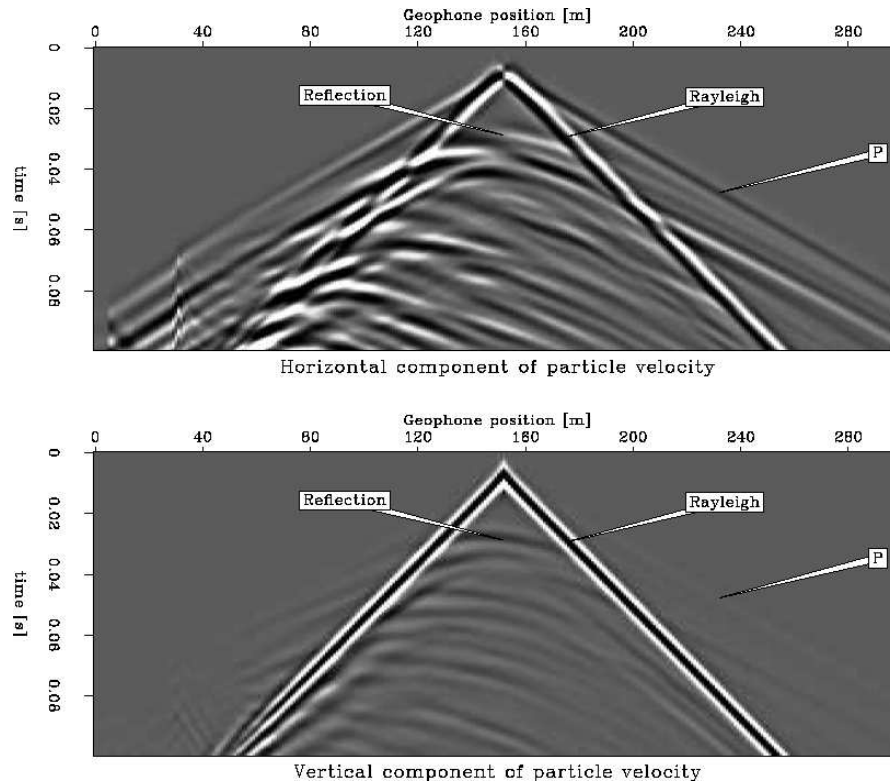 Geophone position [m]
0 40 80 120 160 200 240 280
0
0.02
0.04
0.06
0.08
time [s]
Reflection
Rayleigh
P
Horizontal component of particle velocity
Geophone position [m]
0 40 80 120 160 200 240 280
0
0.02
0.04
0.06
0.08
time [s]
Reflection
Rayleigh
P
Vertical component of particle velocity